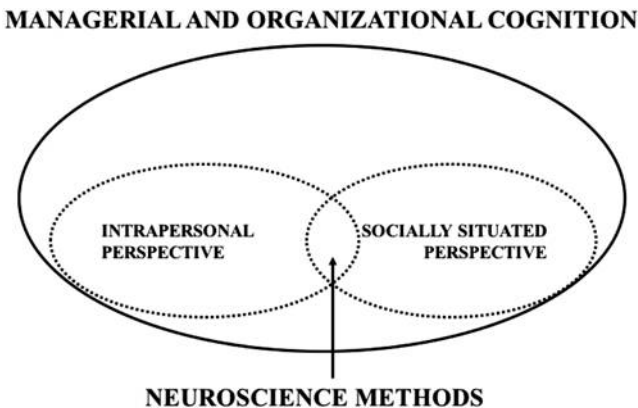 MANAGERIAL AND ORGANIZATIONAL COGNITION
INTRAPERSONAL
PERSPECTIVE
SOCIALLY SITUATED
PERSPECTIVE
NEUROSCIENCE METHODS